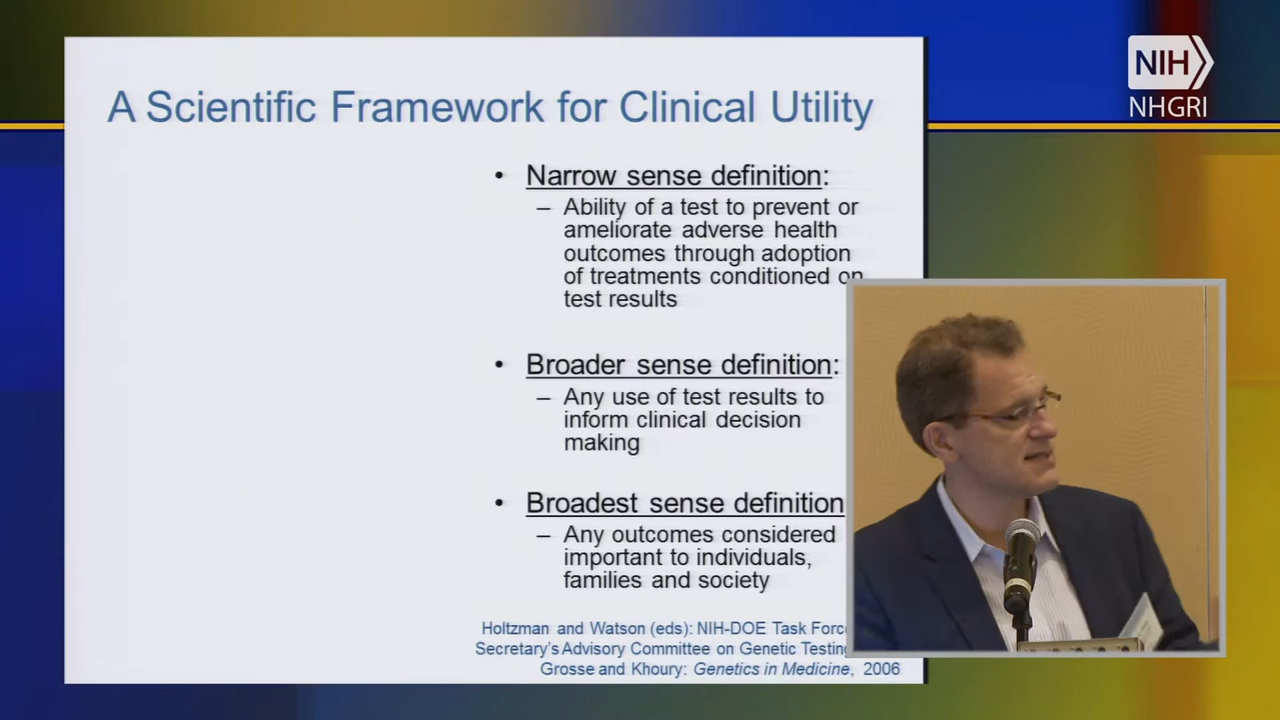 NIH
NHGRI
A Scientific Framework for Clinical Utility
• Narrow sense definition:
– Ability of a test to prevent or
ameliorate adverse health
outcomes through adoption
of treatments conditioned on
test results
• Broader sense definition:
– Any use of test results to
inform clinical decision
making
• Broadest sense definition
– Any outcomes considered
important to individuals,
families and society
Holtzman and Watson (eds): NIH-DOE Task Force
Secretary's Advisory Committee on Genetic Testing
Grosse and Khoury: Genetics in Medicine, 2006